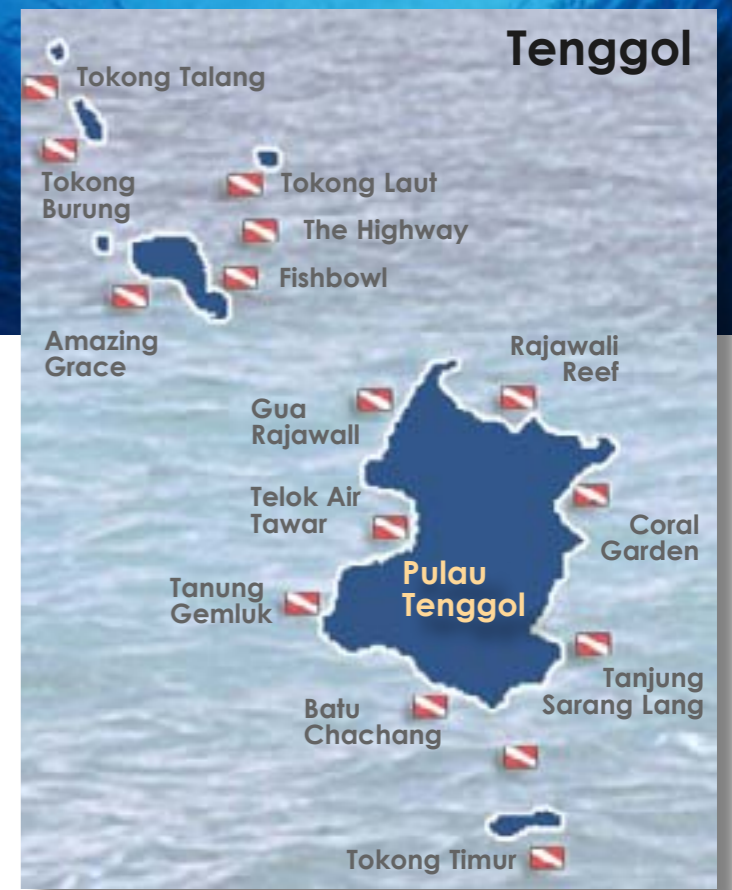 Tenggol
Tokong Talang
Tokong
Burung
Tokong Laut
The Highway
Fishbowl
Amazing
Grace
Rajawali
Reef
Gua
Rajawall
Telok Air
Tawar
Coral
Garden
Pulau
Tenggol
Tanung
Gemluk
Tanjung
Sarang Lang
Batu
Chachang
Tokong Timur